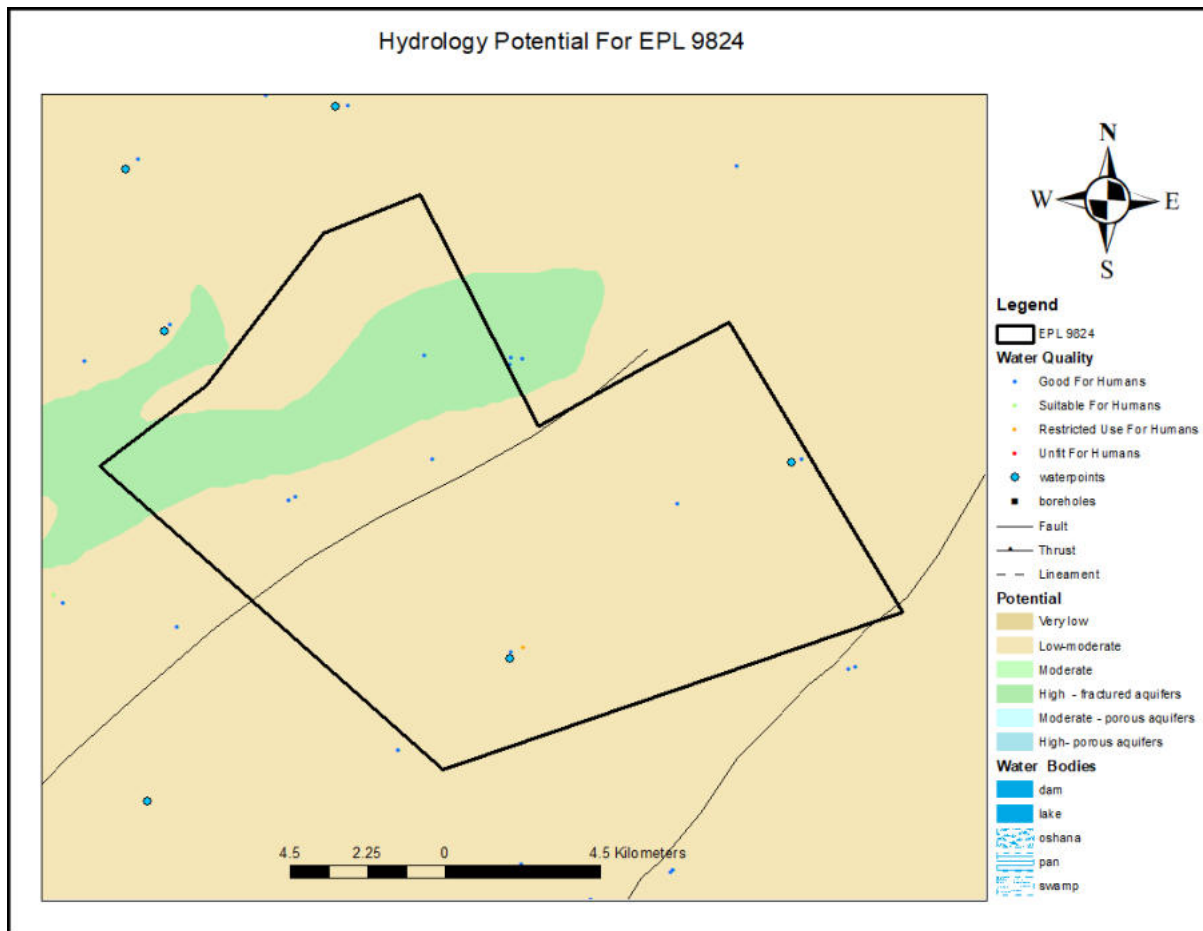 Hydrology Potential For EPL 9824
N
W
E
S
Legend
EPL 9824
Water Quality
Good For Humans
Suitable For Humans
Restricted Use For Humans
Unfit For Humans
waterpoints
boreholes
Fault
Thrust
Lineament
Potential
Very low
Low-moderate
Moderate
High - fractured aquifers
Moderate - porous aquifers
High- porous aquifers
Water Bodies
dam
lake
oshana
pan
swamp
4.5 2.25 0 4.5 Kilometers